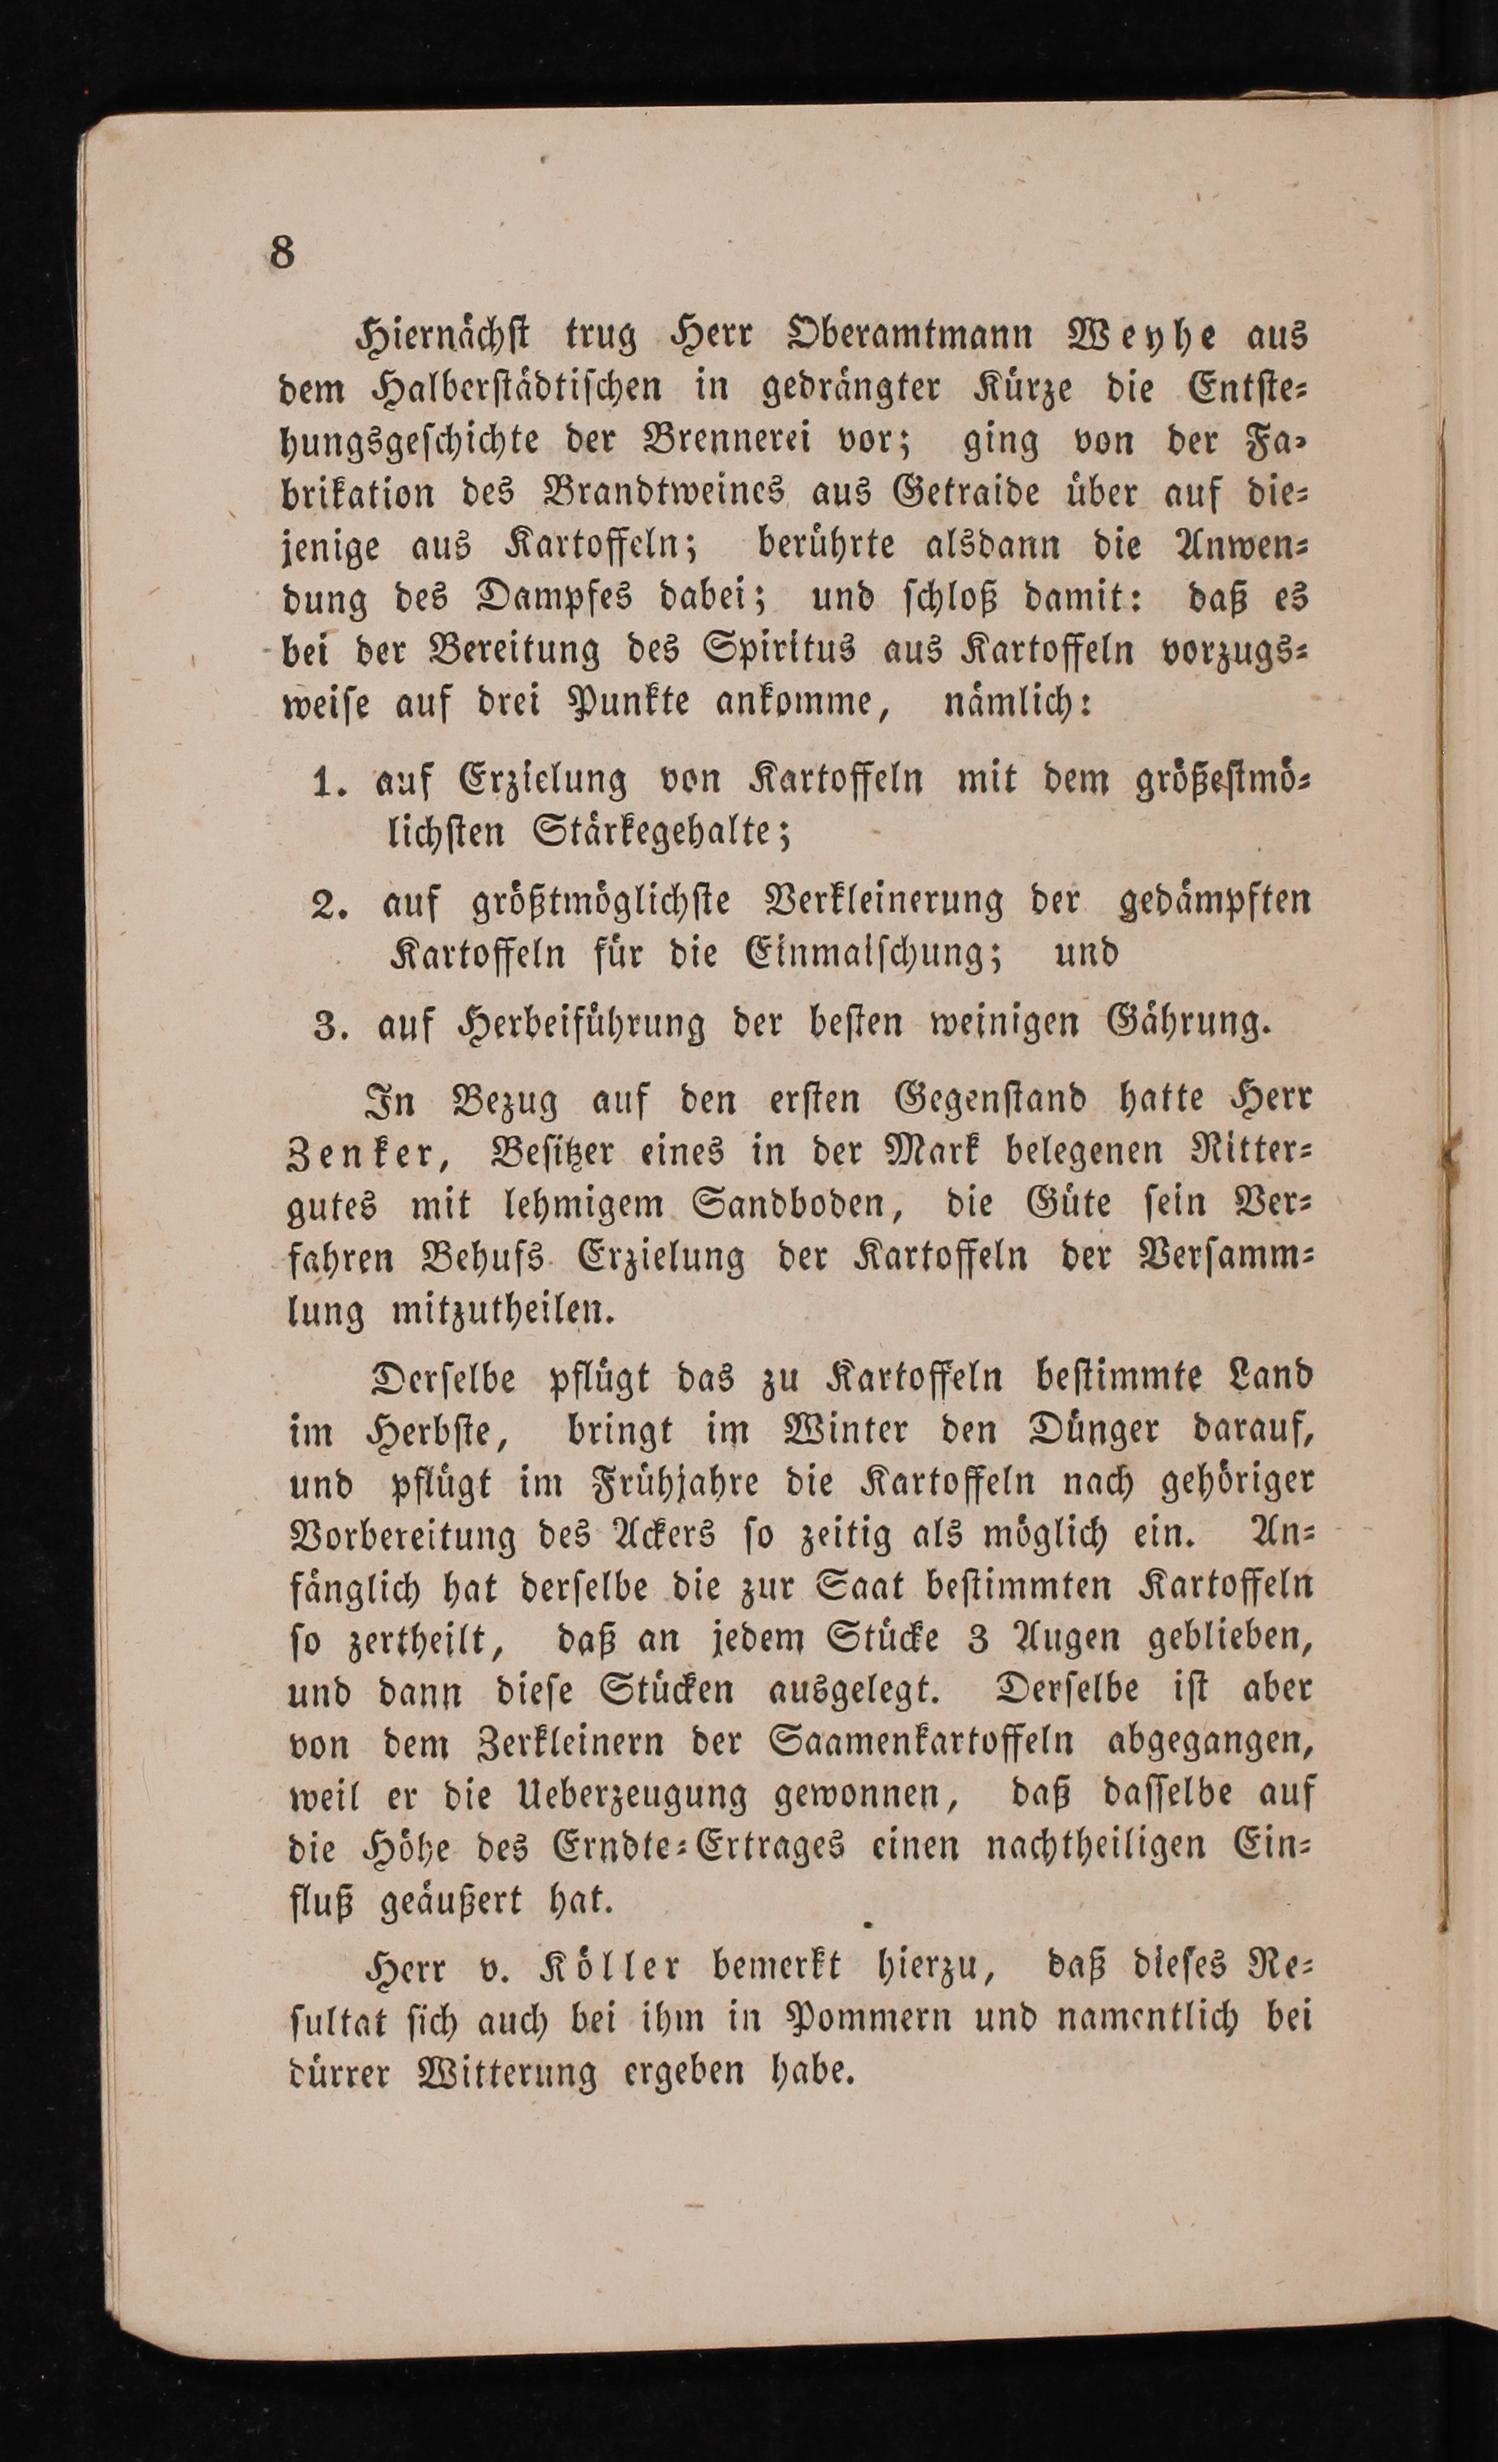 8
Hiernächſt trug Herr Oberamtmann Weyhe aus
dem Halberſtädtiſchen in gedrängter Kürze die Entſte⸗
hungsgeſchichte der Brennerei vor; ging von der Fa⸗
brikation des Brandtweines aus Getraide über auf die⸗
jenige aus Kartoffeln; berührte alsdann die Anwen⸗
dung des Dampfes dabei; und ſchloß damit: daß es
bei der Bereitung des Spiritus aus Kartoffeln vorzugs⸗
weiſe auf drei Punkte ankomme, nämlich:
1. auf Erzielung von Kartoffeln mit dem größeſtmö⸗
lichſten Stärkegehalte;
2. auf größtmöglichſte Verkleinerung der gedämpften
Kartoffeln für die Einmaiſchung; und
3. auf Herbeiführung der beſten weinigen Gährung.
In Bezug auf den erſten Gegenſtand hatte Herr
Zenker, Beſitzer eines in der Mark belegenen Ritter⸗
gutes mit lehmigem Sandboden, die Güte ſein Ver⸗
fahren Behufs Erzielung der Kartoffeln der Verſamm⸗
lung mitzutheilen.
Derſelbe pflügt das zu Kartoffeln beſtimmte Land
im Herbſte, bringt im Winter den Dünger darauf,
und pflügt im Frühjahre die Kartoffeln nach gehöriger
Vorbereitung des Ackers ſo zeitig als möglich ein. An⸗
fänglich hat derſelbe die zur Saat beſtimmten Kartoffeln
ſo zertheilt, daß an jedem Stücke 3 Augen geblieben,
und dann dieſe Stücken ausgelegt. Derſelbe iſt aber
von dem Zerkleinern der Saamenkartoffeln abgegangen,
weil er die Ueberzeugung gewonnen, daß daſſelbe auf
die Höhe des Erndte⸗Ertrages einen nachtheiligen Ein⸗
fluß geäußert hat.
Herr v. Köller bemerkt hierzu, daß dieſes Re⸗
ſultat ſich auch bei ihm in Pommern und namentlich bei
dürrer Witterung ergeben habe.